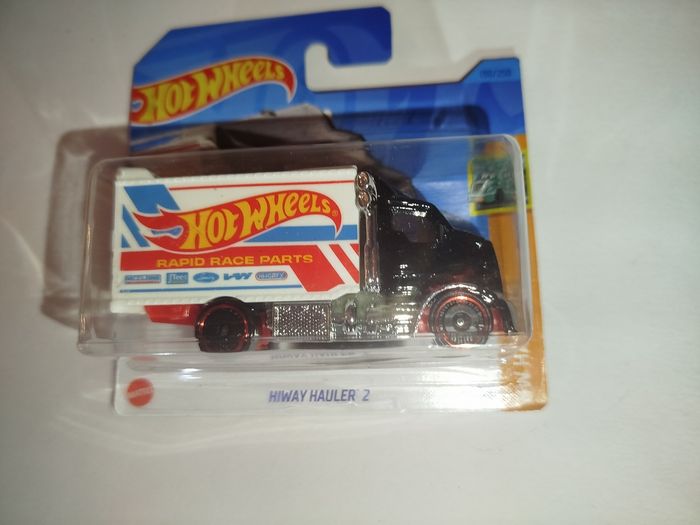 HOT WHEELS
HOT WHEELS
RAPID RACE PARTS
HIWAY HAULER 2